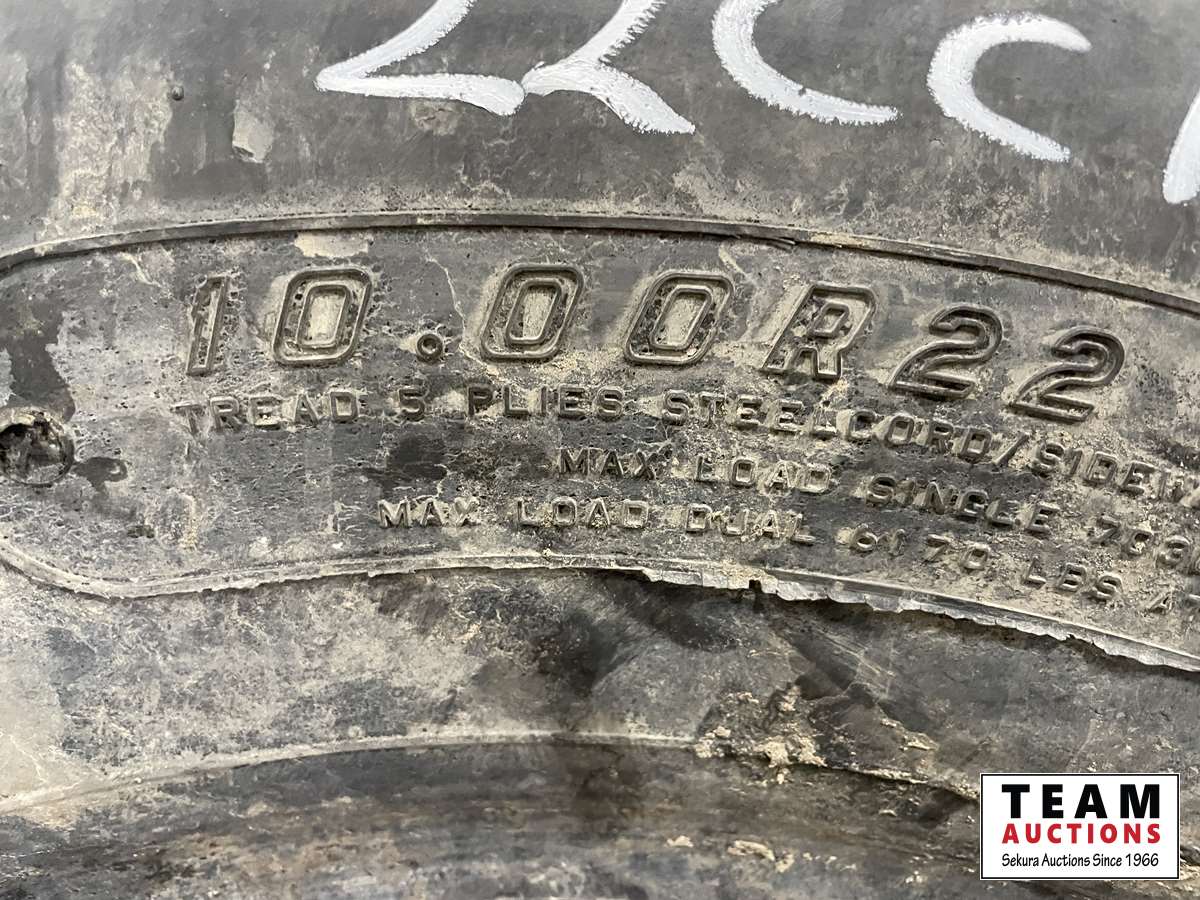 10.00R22
TREAD 5 PLIES STEELCORD/SIDEW
MAX LOAD SINGLE 703
MAX LOAD DUAL 6170 LBS AT
TEAM
AUCTIONS
Sekura Auctions Since 1966